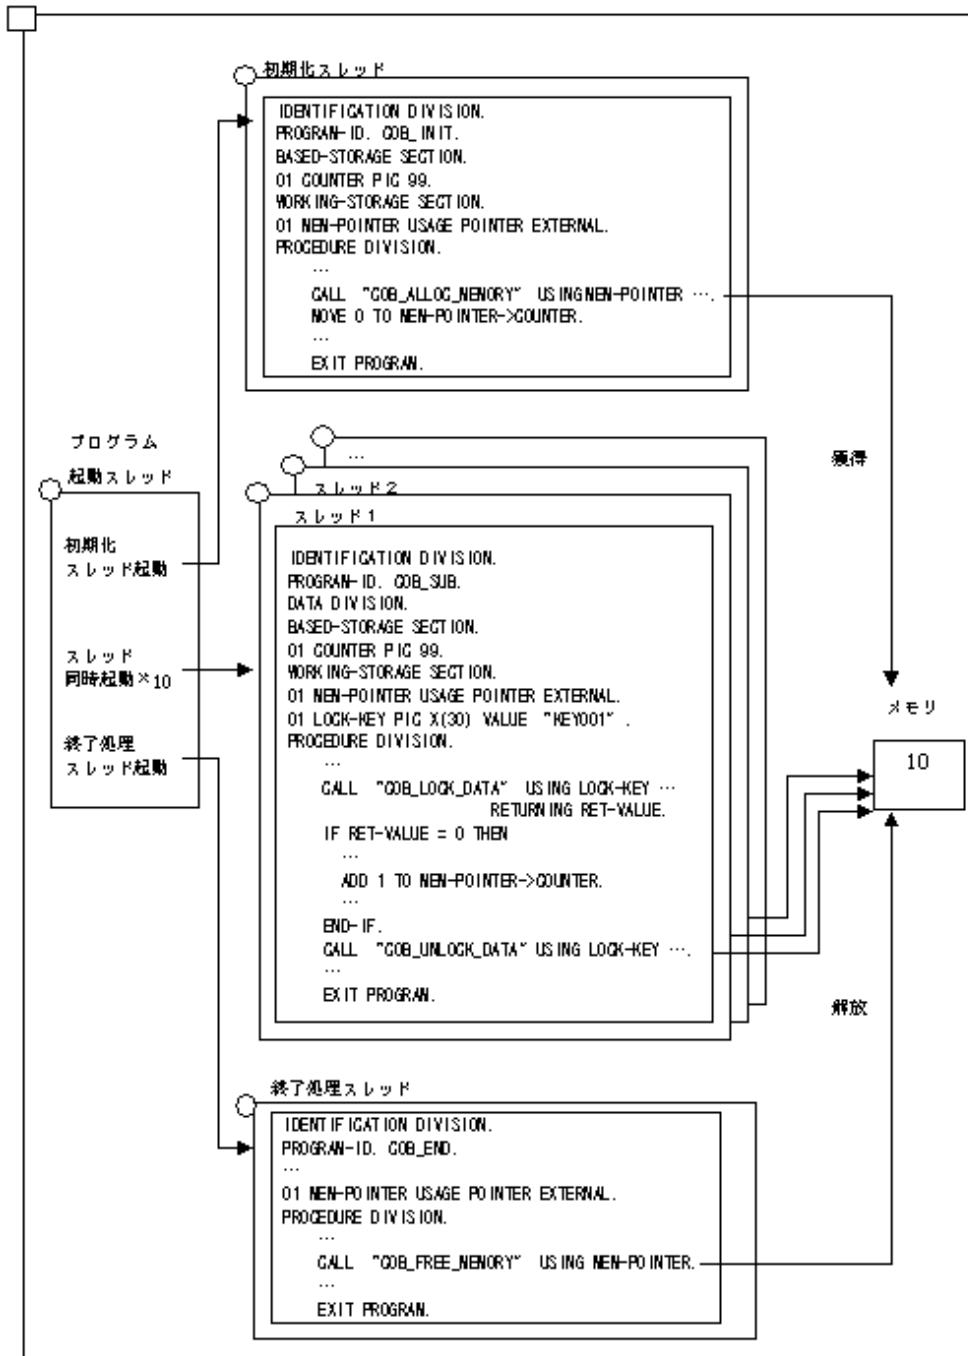 初期化スレッド
IDENTIFICATION DIVISION.
PROGRAM-ID. COB_INIT.
BASED-STORAGE SECTION.
01 COUNTER PIC 99.
WORKING-STORAGE SECTION.
01 MEM-POINTER USAGE POINTER EXTERNAL.
PROCEDURE DIVISION.
…
CALL "COB_ALLOC_MEMORY" USING MEM-POINTER ….
MOVE 0 TO MEM-POINTER->COUNTER.
…
EXIT PROGRAM.
プログラム
起動スレッド
初期化
スレッド起動
スレッド
同時起動×10
終了処理
スレッド起動
…
スレッド2
スレッド1
IDENTIFICATION DIVISION.
PROGRAM-ID. COB_SUB.
DATA DIVISION.
BASED-STORAGE SECTION.
01 COUNTER PIC 99.
WORKING-STORAGE SECTION.
01 MEM-POINTER USAGE POINTER EXTERNAL.
01 LOCK-KEY PIC X(30) VALUE "KEY001" .
PROCEDURE DIVISION.
…
CALL "COB_LOCK_DATA" USING LOCK-KEY …
RETURNING RET-VALUE.
IF RET-VALUE = 0 THEN
…
ADD 1 TO MEM-POINTER->COUNTER.
…
END-IF.
CALL "COB_UNLOCK_DATA" USING LOCK-KEY ….
…
EXIT PROGRAM.
獲得
メモリ
10
解放
終了処理スレッド
IDENTIFICATION DIVISION.
PROGRAM-ID. COB_END.
…
01 MEM-POINTER USAGE POINTER EXTERNAL.
PROCEDURE DIVISION.
…
CALL "COB_FREE_MEMORY" USING MEM-POINTER.
…
EXIT PROGRAM.